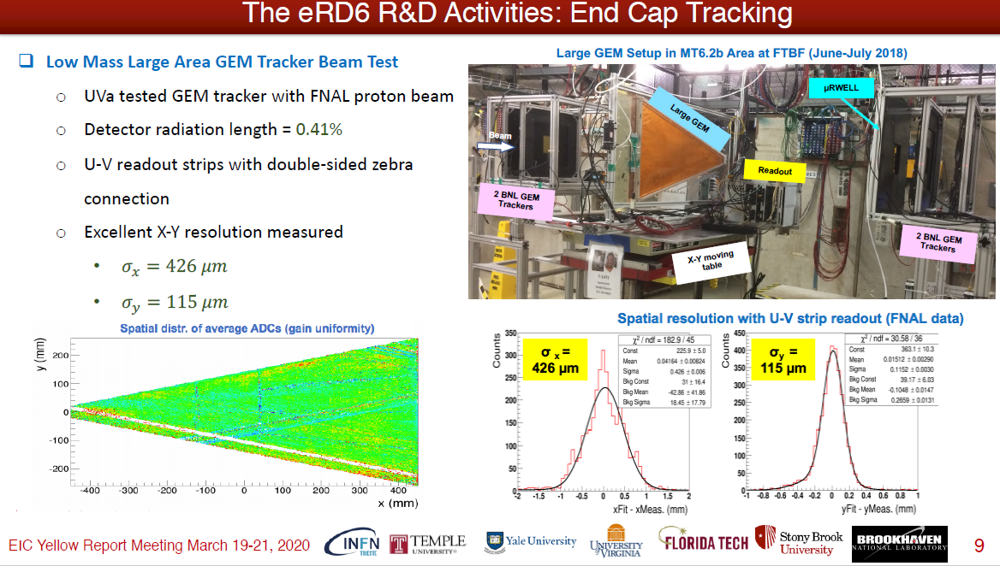 The eRD6 R&D Activities: End Cap Tracking
❑ Low Mass Large Area GEM Tracker Beam Test
○ UVa tested GEM tracker with FNAL proton beam
○ Detector radiation length = 0.41%
○ U-V readout strips with double-sided zebra
connection
○ Excellent X-Y resolution measured
• σx = 426 μm
• σy = 115 μm
Large GEM Setup in MT6.2b Area at FTBF (June-July 2018)
μRWELL
Large GEM
Beam
Readout
2 BNL GEM
Trackers
X-Y moving
table
2 BNL GEM
Trackers
Spatial distr. of average ADCs (gain uniformity)
y (mm)
200
100
0
-100
-200
-400 -300 -200 -100 0 100 200 300 400
x (mm)
Spatial resolution with U-V strip readout (FNAL data)
Counts
350
300
250
200
150
100
50
0
σ x =
426 μm
χ2 / ndf = 182.9 / 45
Const 225.9 ± 5.0
Mean 0.04164 ± 0.00824
Sigma 0.426 ± 0.006
Bkg Const 31 ± 16.4
Bkg Mean -42.86 ± 41.86
Bkg Sigma 18.45 ± 17.79
-2 -1.5 -1 -0.5 0 0.5 1 1.5 2
xFit - xMeas. (mm)
Counts
450
400
350
300
250
200
150
100
50
0
σy =
115 μm
χ2 / ndf = 30.58 / 36
Const 363.1 ± 10.3
Mean 0.01512 ± 0.00290
Sigma 0.1152 ± 0.0030
Bkg Const 39.17 ± 6.03
Bkg Mean -0.1048 ± 0.0147
Bkg Sigma 0.2659 ± 0.0131
-1 -0.8 -0.6 -0.4 -0.2 0 0.2 0.4 0.6 0.8 1
yFit - yMeas. (mm)
EIC Yellow Report Meeting March 19-21, 2020
INFN
TRIESTE
TEMPLE
UNIVERSITY®
Yale University
UNIVERSITY
of VIRGINIA
FLORIDA TECH
Stony Brook
University
BROOKHAVEN
NATIONAL LABORATORY
9